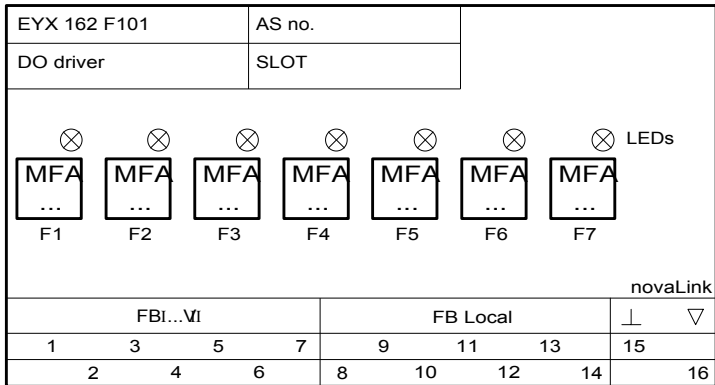 EYX 162 F101 AS no.
DO driver SLOT
LEDs
MFA MFA MFA MFA MFA MFA MFA
... ... ... ... ... ... ...
F1 F2 F3 F4 F5 F6 F7
novaLink
FBI...VI FB Local ⊥ ▽
1 3 5 7 9 11 13 15
2 4 6 8 10 12 14 16